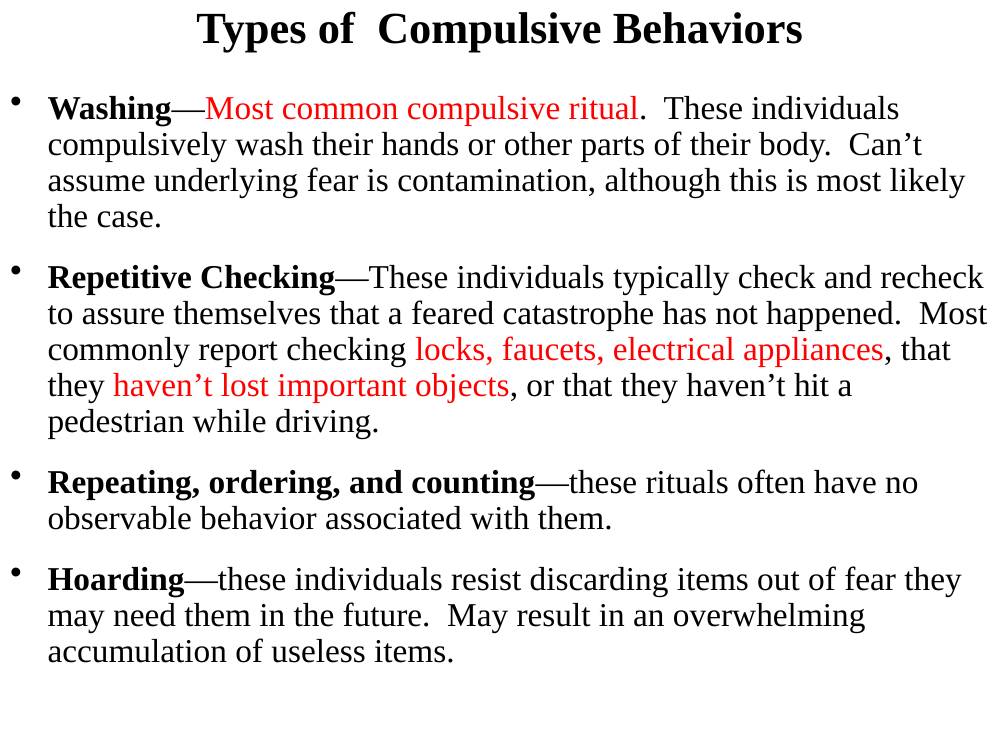 Types of  Compulsive Behaviors
• Washing—Most common compulsive ritual.  These individuals
compulsively wash their hands or other parts of their body.  Can’t
assume underlying fear is contamination, although this is most likely
the case.
• Repetitive Checking—These individuals typically check and recheck
to assure themselves that a feared catastrophe has not happened.  Most
commonly report checking locks, faucets, electrical appliances, that
they haven’t lost important objects, or that they haven’t hit a
pedestrian while driving.
• Repeating, ordering, and counting—these rituals often have no
observable behavior associated with them.
• Hoarding—these individuals resist discarding items out of fear they
may need them in the future.  May result in an overwhelming
accumulation of useless items.